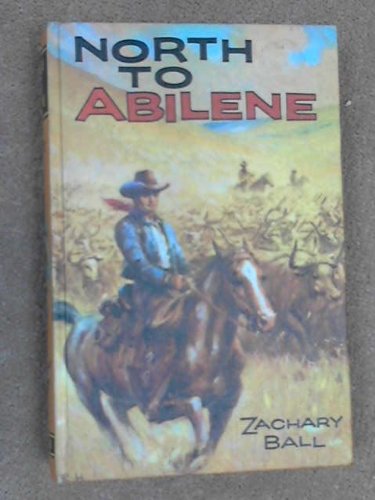 NORTH
TO
ABILENE
ZACHARY
BALL